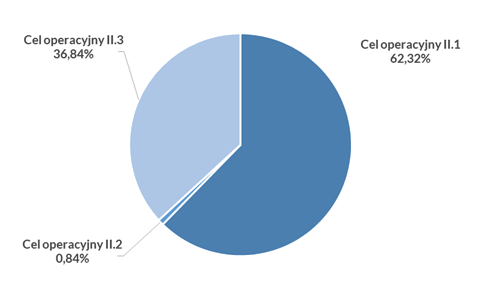 Cel operacyjny II.3
36,84%
Cel operacyjny II.1
62,32%
Cel operacyjny II.2
0,84%